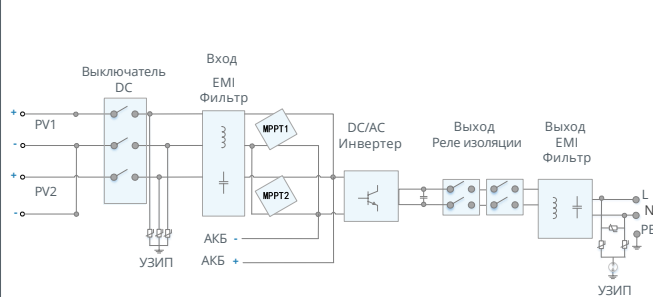 Вход
Выключатель
DC
EMI
Фильтр
+
PV1
-
+
PV2
-
MPPT1
MPPT2
DC/AC
Инвертер
Выход
Реле изоляции
Выход
EMI
Фильтр
L
N
PE
АКБ -
АКБ +
УЗИП
УЗИП